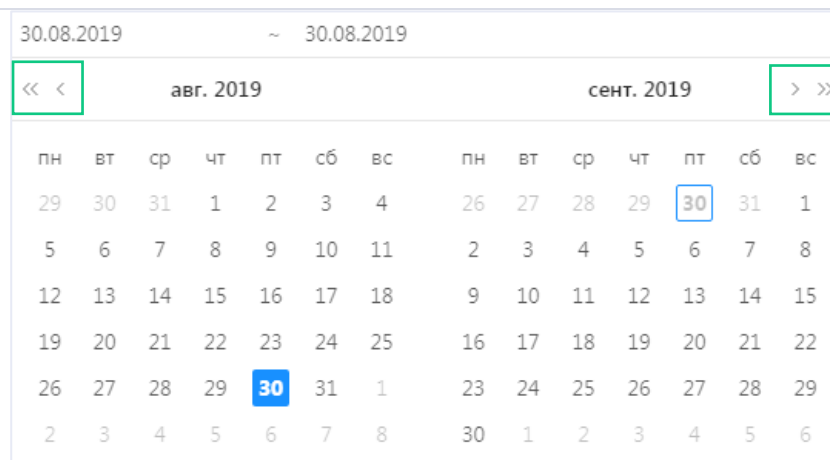 30.08.2019 ~ 30.08.2019
« < авг. 2019 сент. 2019 > »
пн вт ср чт пт сб вс пн вт ср чт пт сб вс
29 30 31 1 2 3 4 26 27 28 29 30 31 1
5 6 7 8 9 10 11 2 3 4 5 6 7 8
12 13 14 15 16 17 18 9 10 11 12 13 14 15
19 20 21 22 23 24 25 16 17 18 19 20 21 22
26 27 28 29 30 31 1 23 24 25 26 27 28 29
2 3 4 5 6 7 8 30 1 2 3 4 5 6